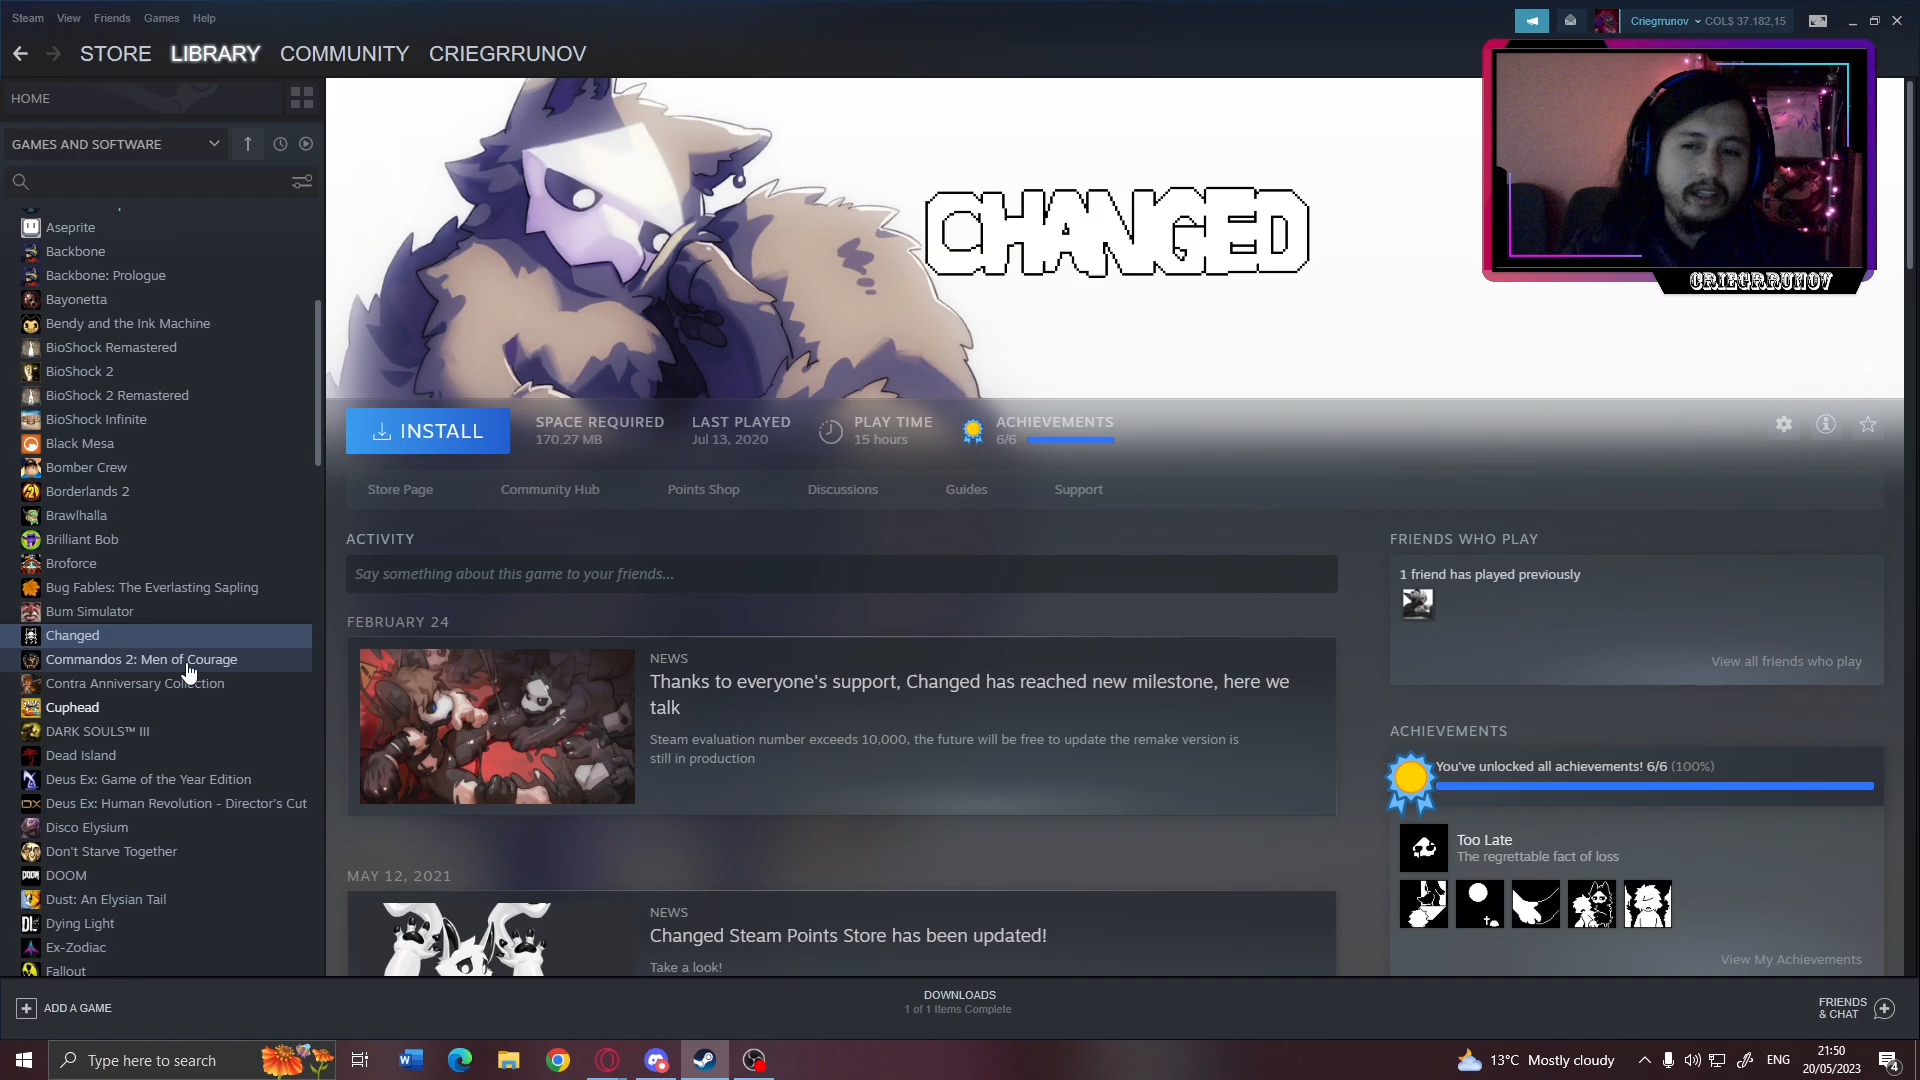 Steam View Friends Games Help
Criegrrunov COL$ 37.182,15
STORE LIBRARY COMMUNITY CRIEGRRUNOV
HOME
GAMES AND SOFTWARE
Aseprite
Backbone
Backbone: Prologue
Bayonetta
Bendy and the Ink Machine
BioShock Remastered
BioShock 2
BioShock 2 Remastered
BioShock Infinite
Black Mesa
Bomber Crew
Borderlands 2
Brawlhalla
Brilliant Bob
Broforce
Bug Fables: The Everlasting Sapling
Bum Simulator
Changed
Commandos 2: Men of Courage
Contra Anniversary Collection
Cuphead
DARK SOULS™ III
Dead Island
Deus Ex: Game of the Year Edition
Deus Ex: Human Revolution - Director's Cut
Disco Elysium
Don't Starve Together
DOOM
Dust: An Elysian Tail
Dying Light
Ex-Zodiac
Fallout
CHANGED
CRIEGRRUNOV
INSTALL
SPACE REQUIRED
170.27 MB
LAST PLAYED
Jul 13, 2020
PLAY TIME
15 hours
ACHIEVEMENTS
6/6
Store Page Community Hub Points Shop Discussions Guides Support
ACTIVITY
Say something about this game to your friends...
FEBRUARY 24
NEWS
Thanks to everyone's support, Changed has reached new milestone, here we
talk
Steam evaluation number exceeds 10,000, the future will be free to update the remake version is
still in production
MAY 12, 2021
NEWS
Changed Steam Points Store has been updated!
Take a look!
FRIENDS WHO PLAY
1 friend has played previously
View all friends who play
ACHIEVEMENTS
You've unlocked all achievements! 6/6 (100%)
Too Late
The regrettable fact of loss
View My Achievements
ADD A GAME
DOWNLOADS
1 of 1 Items Complete
FRIENDS
& CHAT
Type here to search
13°C Mostly cloudy
ENG
21:50
20/05/2023
4